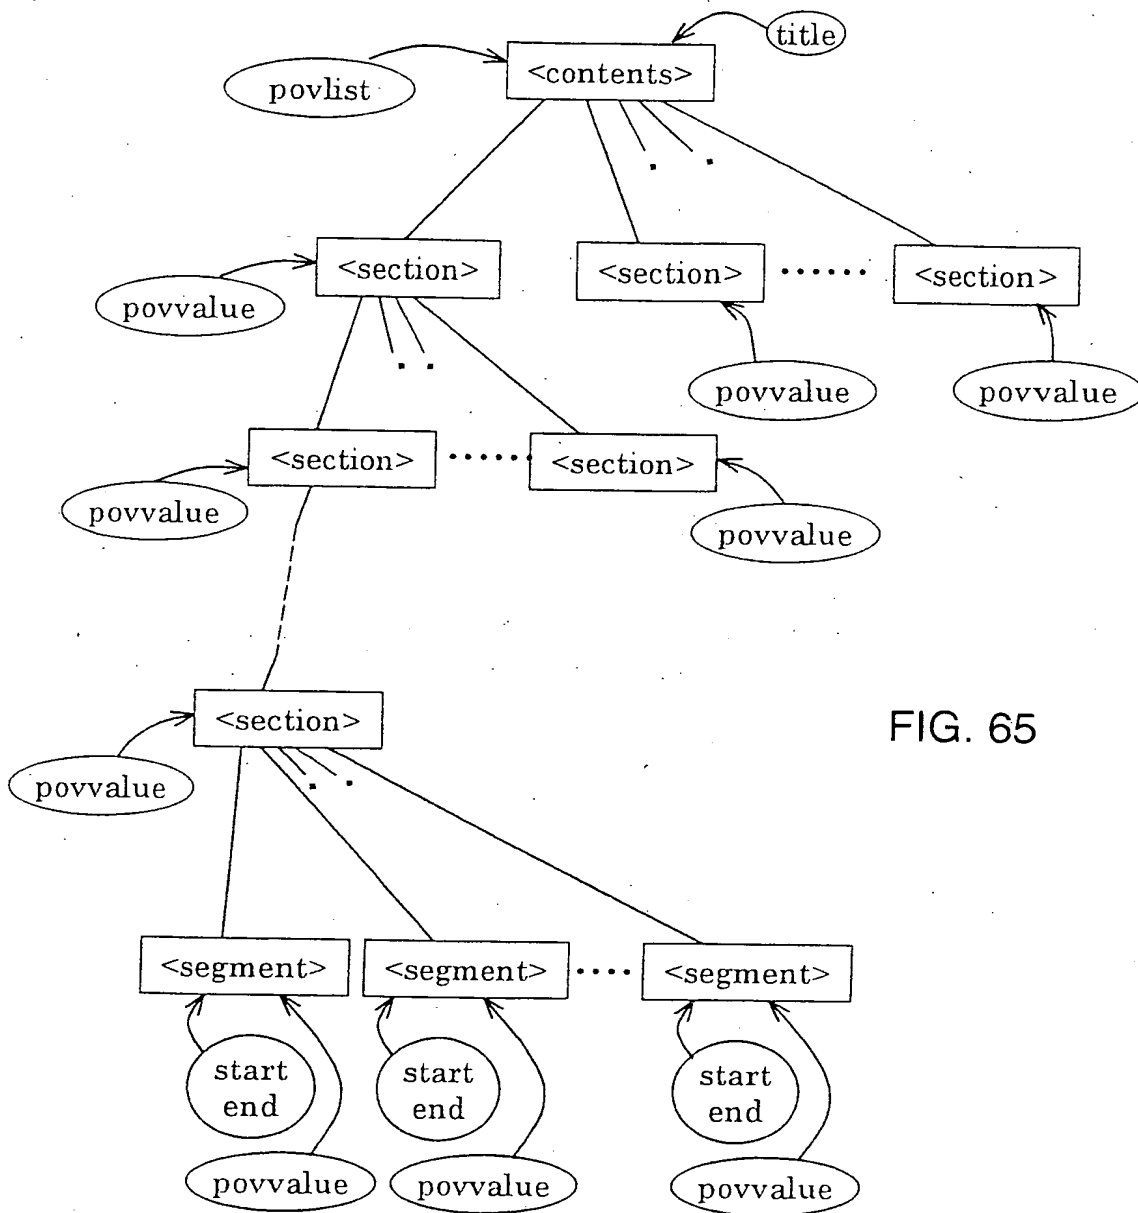 title
<contents>
povlist
<section>
<section>
<section>
povvalue
povvalue
povvalue
<section>
<section>
povvalue
povvalue
<section>
FIG. 65
povvalue
<segment>
<segment>
<segment>
start
end
start
end
start
end
povvalue
povvalue
povvalue